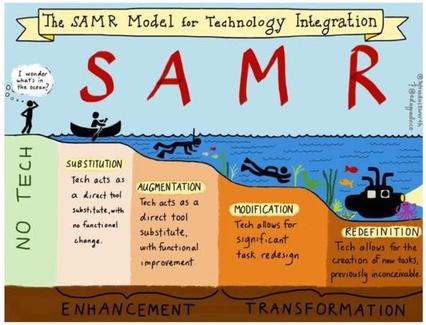 The SAMR Model for Technology Integration
I wonder
what's in
the ocean?
S A M R
NO TECH
SUBSTITUTION
Tech acts as
a direct tool
substitute, with
no functional
change.
AUGMENTATION
Tech acts as a
direct tool
substitute,
with functional
improvement
MODIFICATION
Tech allows for
significant
task redesign
REDEFINITION
Tech allows for the
creation of new tasks,
previously inconceivable
ENHANCEMENT
TRANSFORMATION